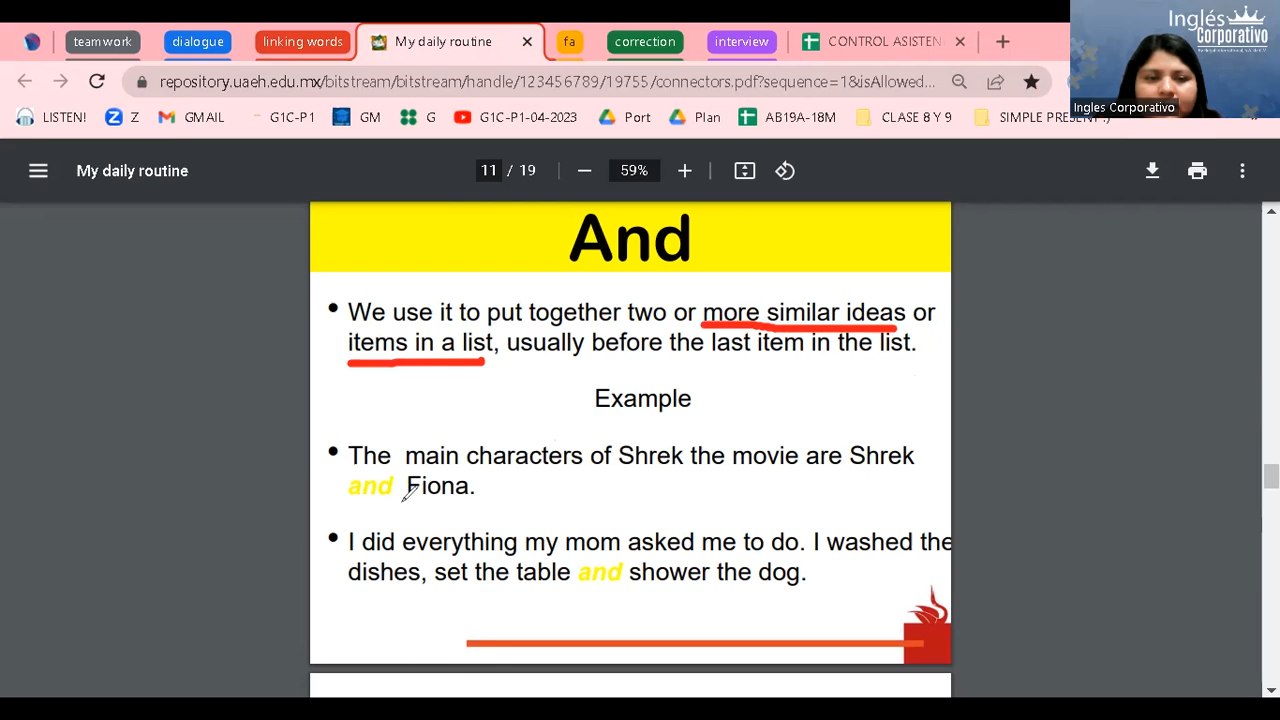 teamwork dialogue linking words My daily routine fa correction interview CONTROL ASISTEN
repository.uaeh.edu.mx/bitstream/bitstream/handle/123456789/19755/connectors.pdf?sequence=1&isAllowed...
LISTEN! Z GMAIL G1C-P1 GM G G1C-P1-04-2023 Port Plan AB19A-18M CLASE 8 Y 9 SIMPLE PRESENT :)
Inglés
Corporativo
Ingles Corporativo
My daily routine 11 / 19 59%
And
• We use it to put together two or more similar ideas or
items in a list, usually before the last item in the list.
Example
• The main characters of Shrek the movie are Shrek
and Fiona.
• I did everything my mom asked me to do. I washed the
dishes, set the table and shower the dog.